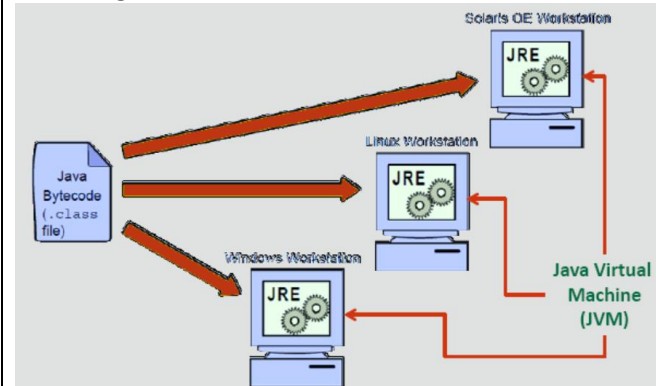 Solaris OE Workstation
JRE
Linux Workstation
JRE
Java
Bytecode
(.class
file)
Windows Workstation
JRE
Java Virtual
Machine
(JVM)